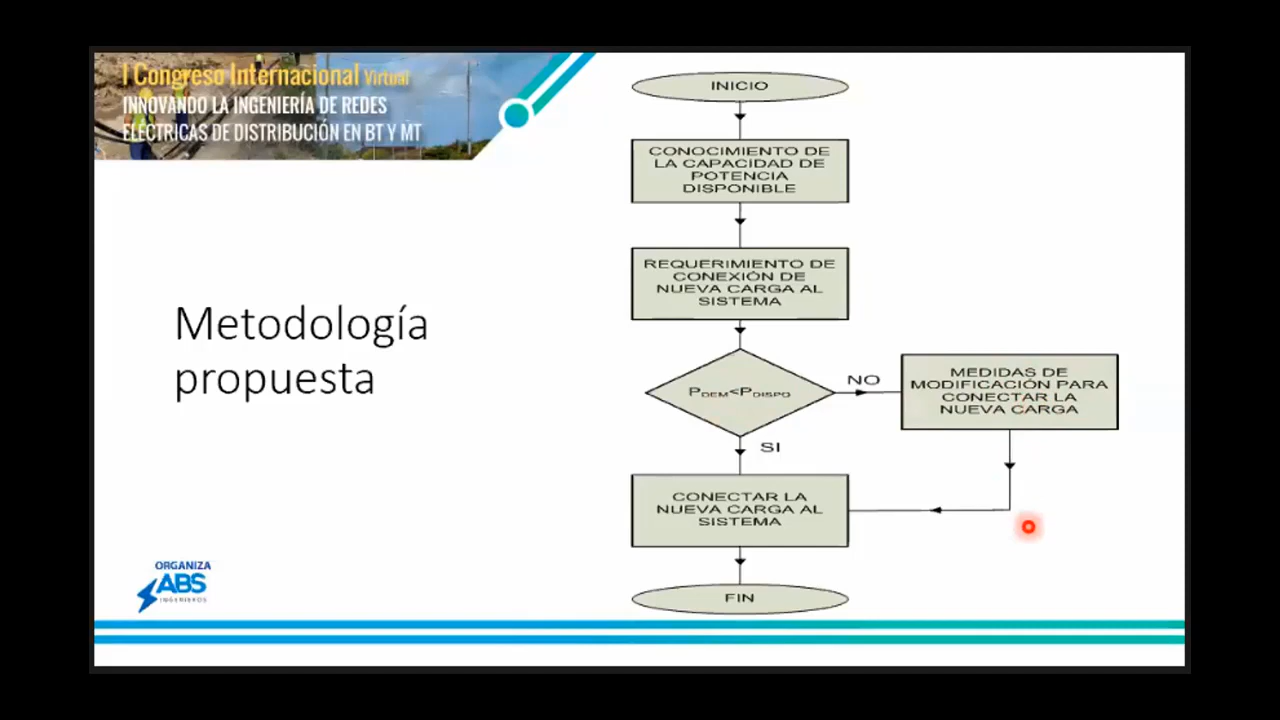 I Congreso Internacional Virtual
INNOVANDO LA INGENIERÍA DE REDES
ELÉCTRICAS DE DISTRIBUCIÓN EN BT Y MT
Metodología
propuesta
INICIO
CONOCIMIENTO DE
LA CAPACIDAD DE
POTENCIA
DISPONIBLE
REQUERIMIENTO DE
CONEXIÓN DE
NUEVA CARGA AL
SISTEMA
PDEM<PDISPO
NO
MEDIDAS DE
MODIFICACIÓN PARA
CONECTAR LA
NUEVA CARGA
SI
CONECTAR LA
NUEVA CARGA AL
SISTEMA
FIN
ORGANIZA
ABS
INGENIEROS